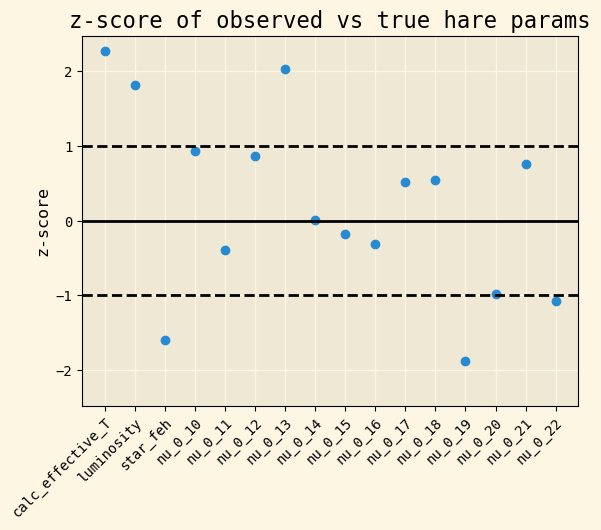 z-score of observed vs true hare params
z-score
2
1
0
−1
−2
calc_effective_T
luminosity
star_feh
nu_0_10
nu_0_11
nu_0_12
nu_0_13
nu_0_14
nu_0_15
nu_0_16
nu_0_17
nu_0_18
nu_0_19
nu_0_20
nu_0_21
nu_0_22